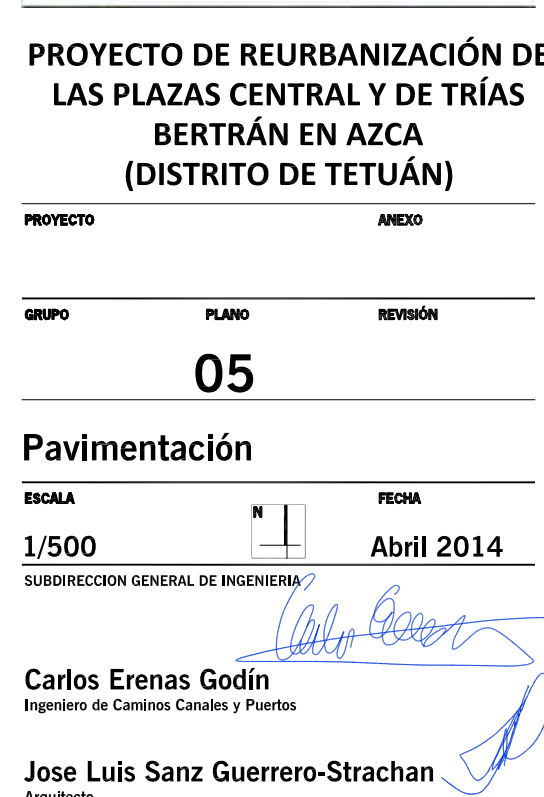 PROYECTO DE REURBANIZACIÓN DE
LAS PLAZAS CENTRAL Y DE TRÍAS
BERTRÁN EN AZCA
(DISTRITO DE TETUÁN)
PROYECTO ANEXO
GRUPO PLANO REVISIÓN
05
Pavimentación
ESCALA N FECHA
1/500 Abril 2014
SUBDIRECCION GENERAL DE INGENIERIA
Carlos Erenas Godín
Ingeniero de Caminos Canales y Puertos
Jose Luis Sanz Guerrero-Strachan
Arquitecto